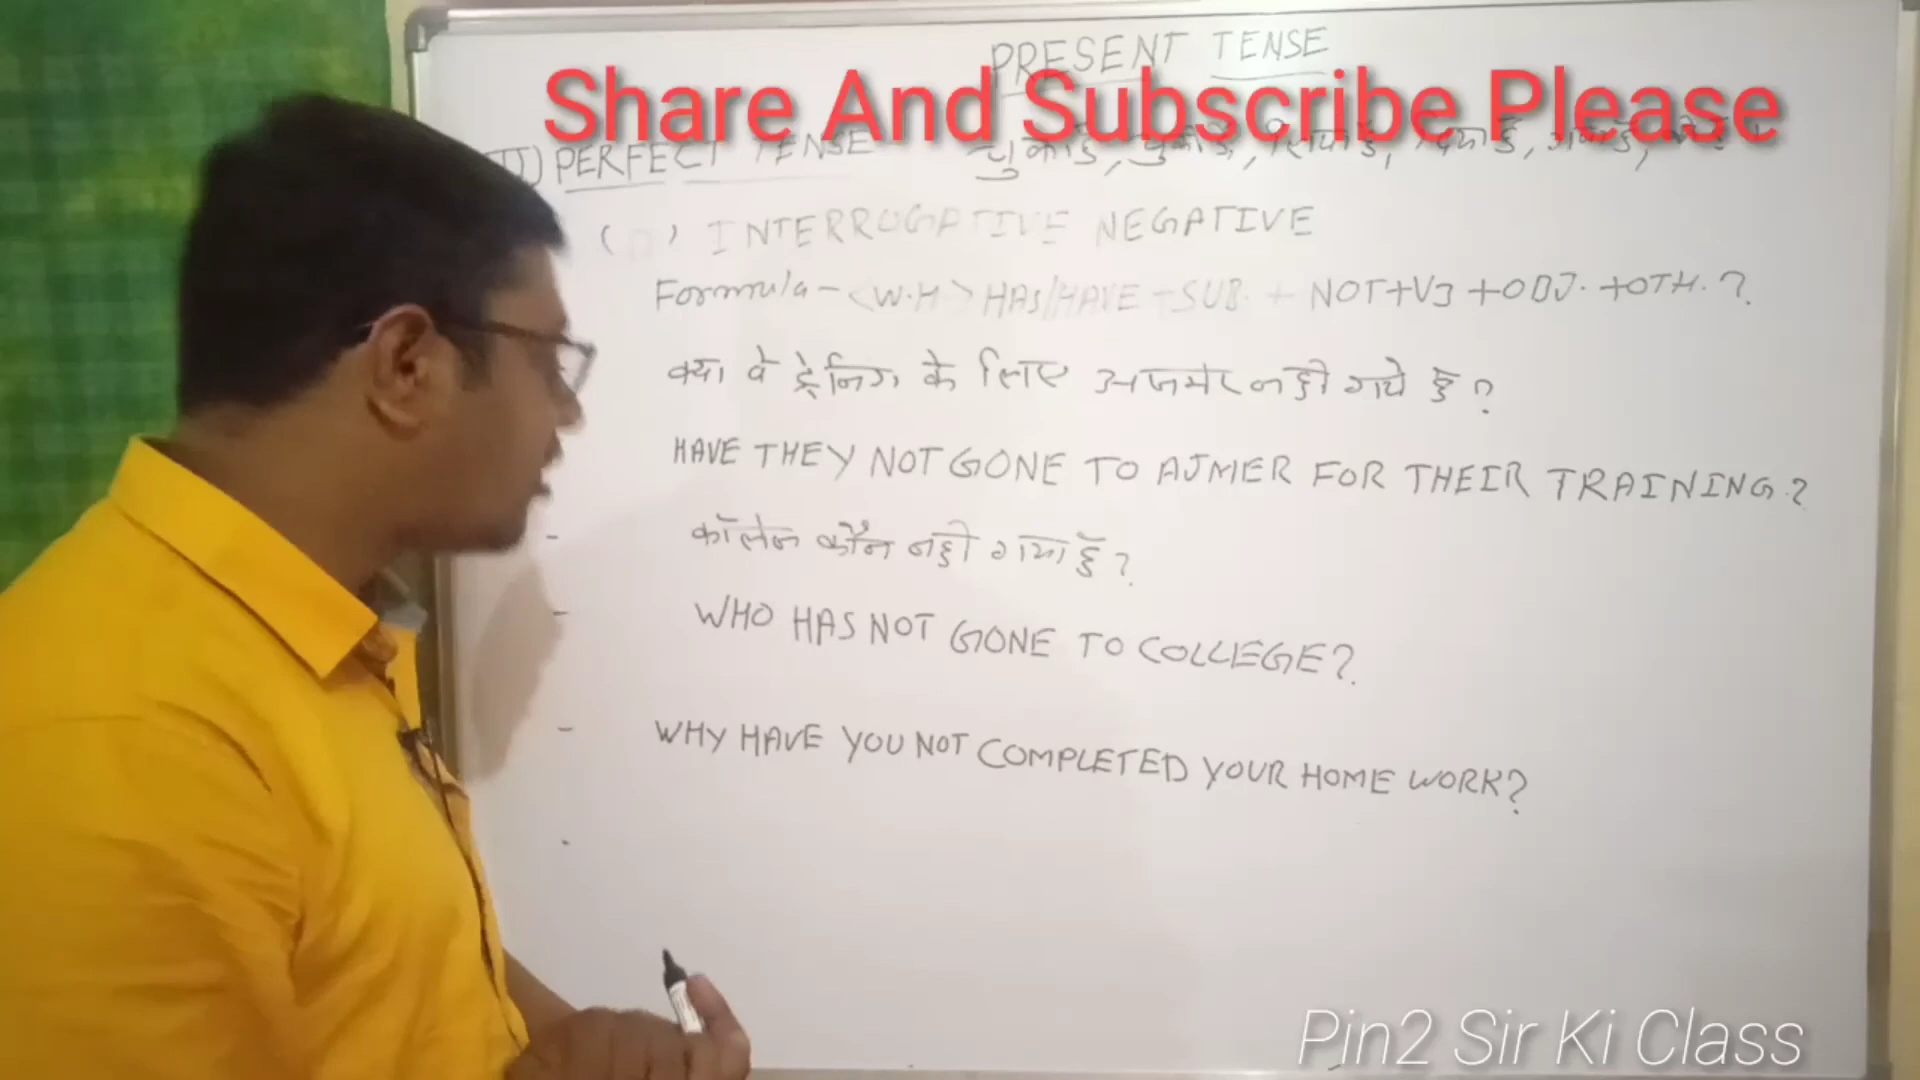 PRESENT TENSE
Share And Subscribe Please
PERFECT TENSE
( D ) INTERROGATIVE NEGATIVE
Formula - <W.H> HAS/HAVE + SUB. + NOT+V3 +OBJ. +OTH. ?
क्या वे ट्रेनिंग के लिए अजमेर नही गये है ?
HAVE THEY NOT GONE TO AJMER FOR THEIR TRAINING ?
- कॉलेज कौन नही गया है ?
- WHO HAS NOT GONE TO COLLEGE?
- WHY HAVE YOU NOT COMPLETED YOUR HOME WORK?
Pin2 Sir Ki Class